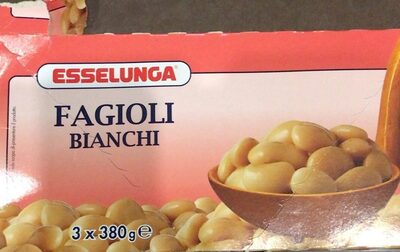 ESSELUNGA®
FAGIOLI
BIANCHI
3 x 380g ℮